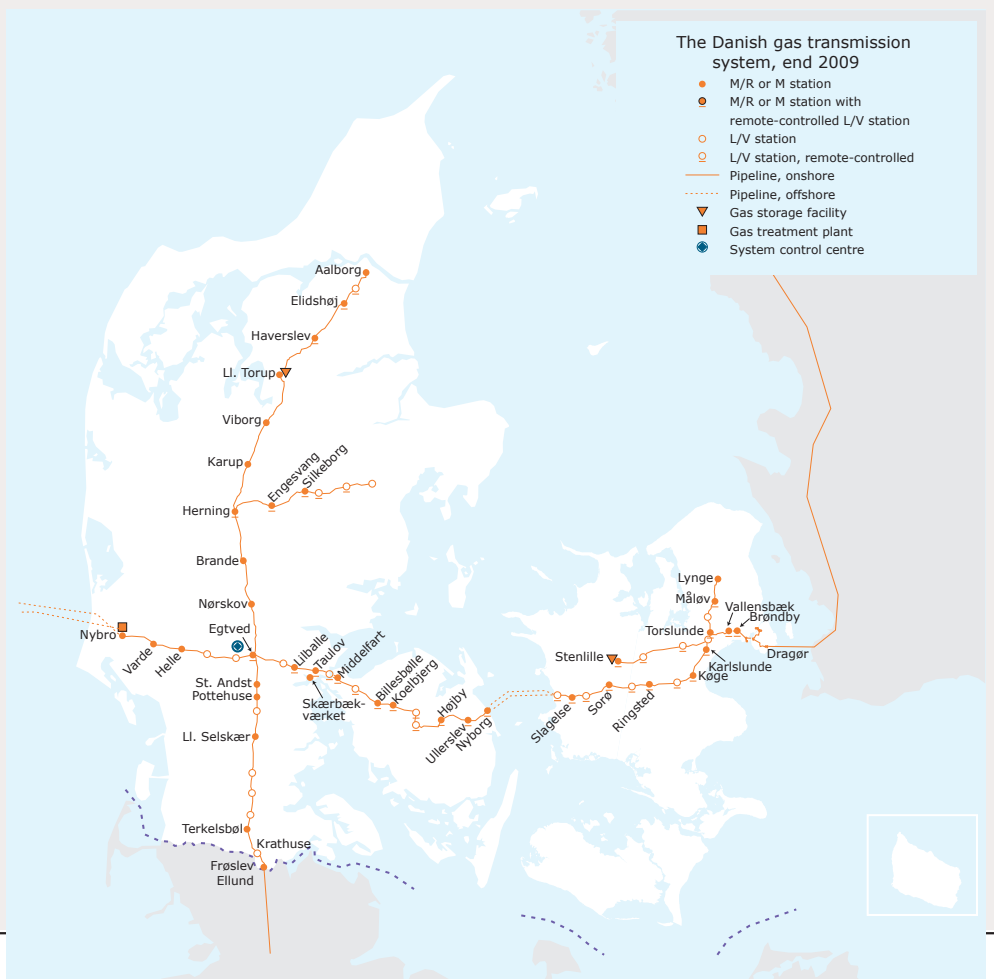 The Danish gas transmission
system, end 2009
M/R or M station
M/R or M station with
remote-controlled L/V station
L/V station
L/V station, remote-controlled
Pipeline, onshore
Pipeline, offshore
Gas storage facility
Gas treatment plant
System control centre
Aalborg
Elidshøj
Haverslev
Ll. Torup
Viborg
Karup
Engesvang
Silkeborg
Herning
Brande
Nørskov
Egtved
Nybro
Varde
Helle
Lilballe
Taulov
Middelfart
St. Andst
Pottehuse
Skærbæk-
værket
Billesbølle
Koelbjerg
Højby
Ullerslev
Nyborg
Ll. Selskær
Terkelsbøl
Krathuse
Frøslev
Ellund
Lynge
Måløv
Vallensbæk
Brøndby
Torslunde
Stenlille
Dragør
Karlslunde
Køge
Slagelse
Sorø
Ringsted